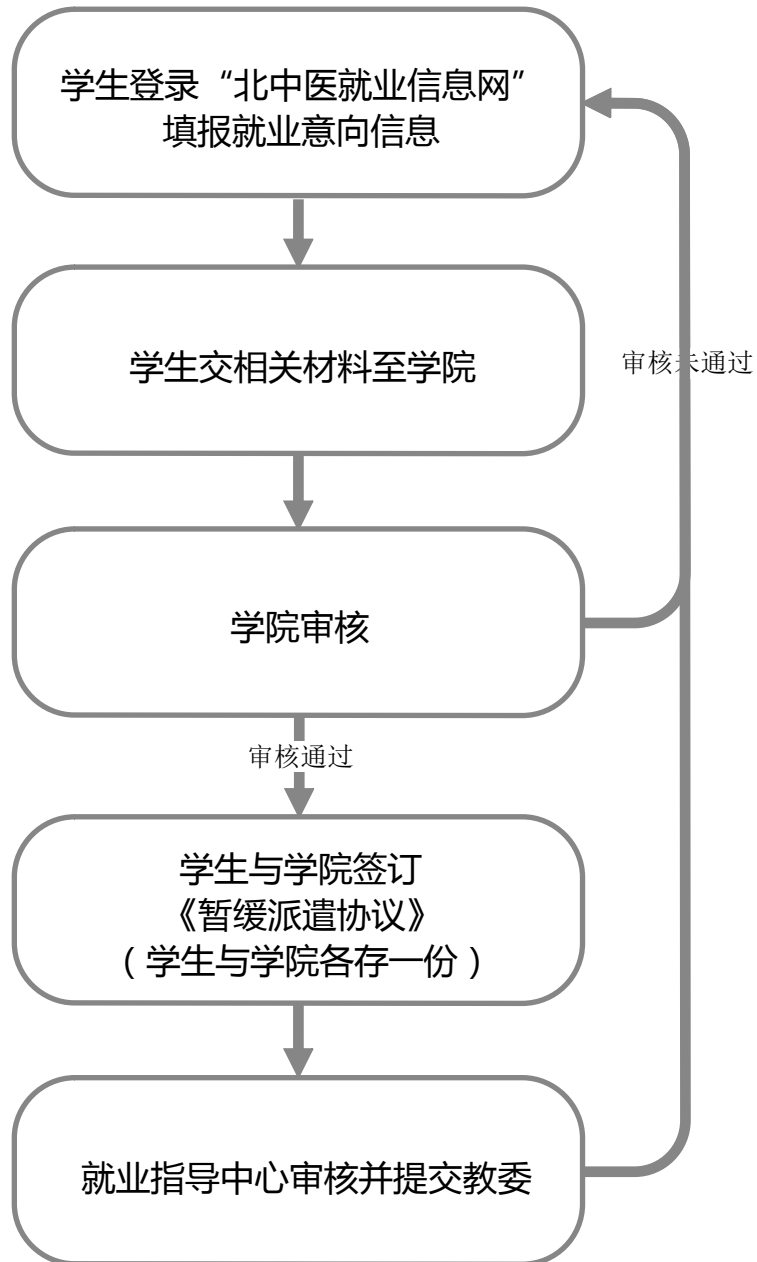 学生登录“北中医就业信息网”
填报就业意向信息
学生交相关材料至学院
审核未通过
学院审核
审核通过
学生与学院签订
《暂缓派遣协议》
（学生与学院各存一份）
就业指导中心审核并提交教委